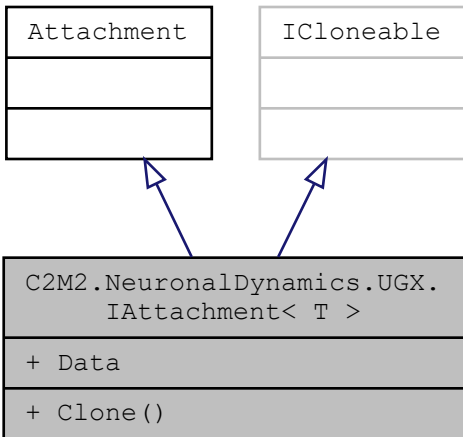 Attachment
ICloneable
C2M2.NeuronalDynamics.UGX.
IAttachment< T >
+ Data
+ Clone()